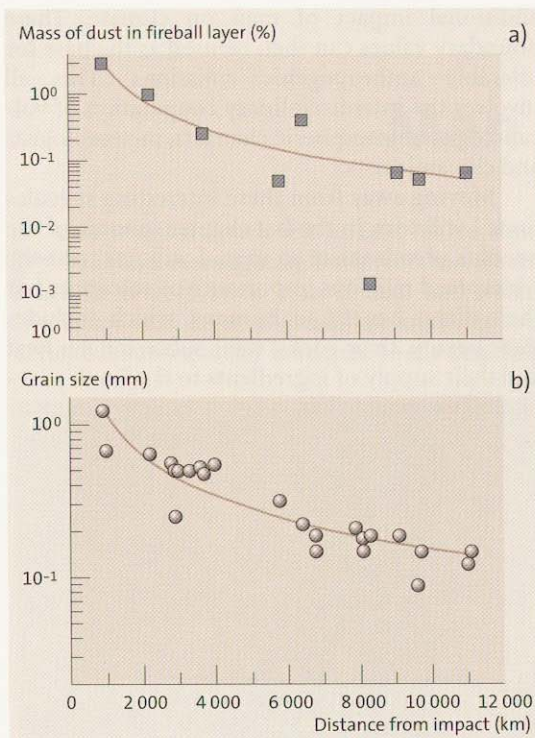 Mass of dust in fireball layer (%)
a)
10⁰
10⁻¹
10⁻²
10⁻³
10⁰
Grain size (mm)
b)
10⁰
10⁻¹
0 2 000 4 000 6 000 8 000 10 000 12 000
Distance from impact (km)